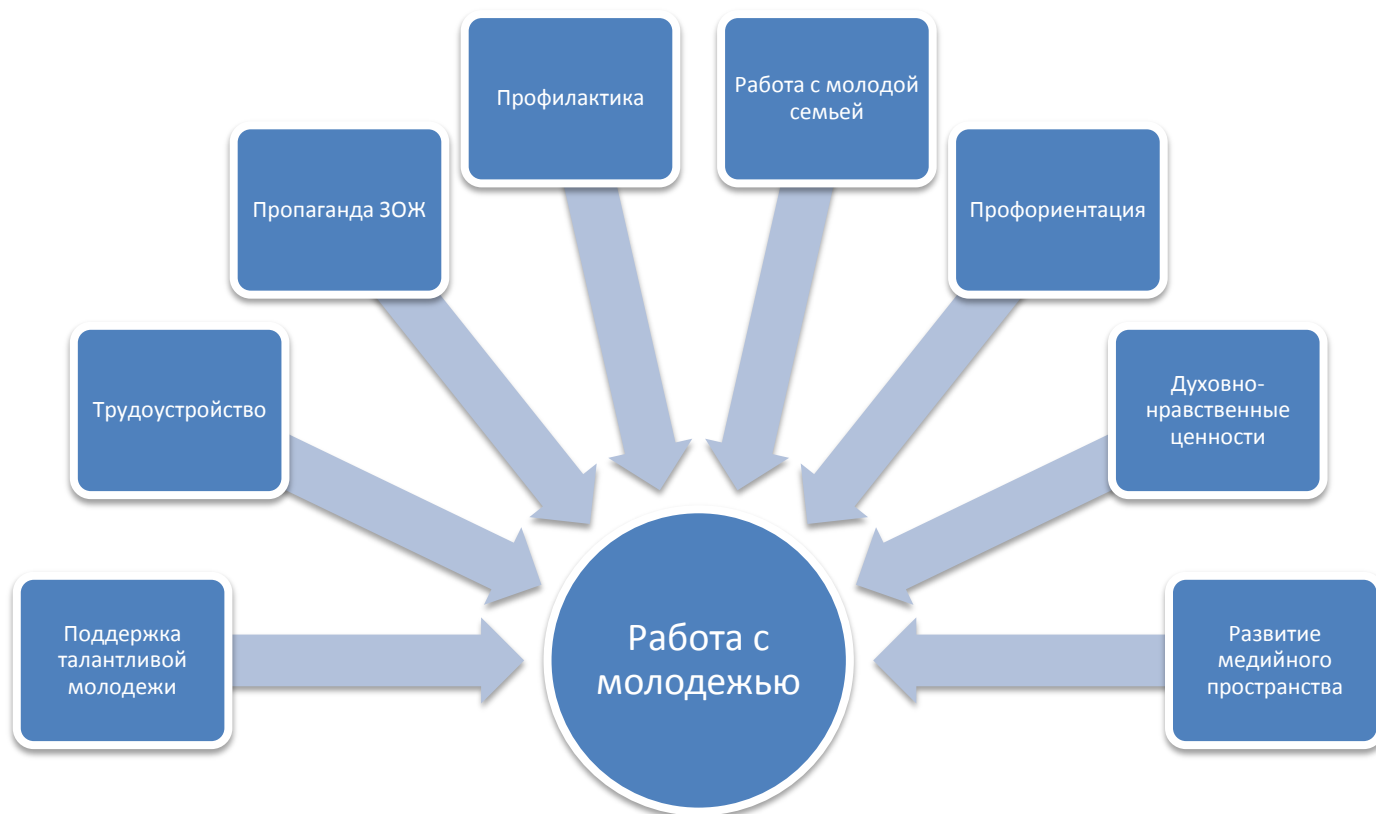 Профилактика
Работа с молодой
семьей
Пропаганда ЗОЖ
Профориентация
Трудоустройство
Духовно-
нравственные
ценности
Поддержка
талантливой
молодежи
Работа с
молодежью
Развитие
медийного
пространства